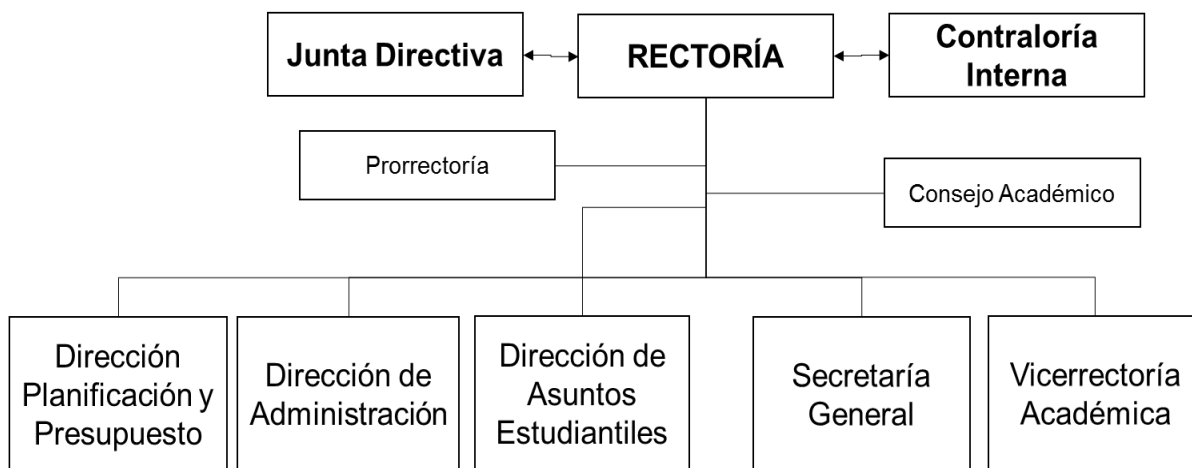 Junta Directiva
RECTORÍA
Contraloría
Interna
Prorrectoría
Consejo Académico
Dirección
Planificación y
Presupuesto
Dirección de
Administración
Dirección de
Asuntos
Estudiantiles
Secretaría
General
Vicerrectoría
Académica